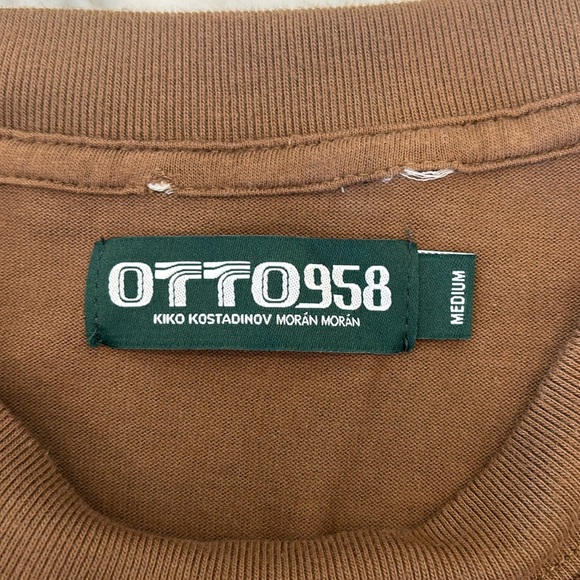 OTTO958
KIKO KOSTADINOV MORÁN MORÁN
MEDIUM